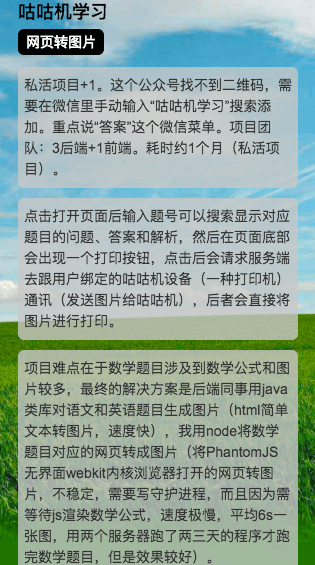 咕咕机学习
网页转图片
私活项目+1。这个公众号找不到二维码，需
要在微信里手动输入“咕咕机学习”搜索添
加。重点说“答案”这个微信菜单。项目团
队：3后端+1前端。耗时约1个月（私活项
目）。
点击打开页面后输入题号可以搜索显示对应
题目的问题、答案和解析，然后在页面底部
会出现一个打印按钮，点击后会请求服务端
去跟用户绑定的咕咕机设备（一种打印机）
通讯（发送图片给咕咕机），后者会直接将
图片进行打印。
项目难点在于数学题目涉及到数学公式和图
片较多，最终的解决方案是后端同事用java
类库对语文和英语题目生成图片（html简单
文本转图片，速度快），我用node将数学
题目对应的网页转成图片（将PhantomJS
无界面webkit内核浏览器打开的网页转图
片，不稳定，需要写守护进程，而且因为需
等待js渲染数学公式，速度极慢，平均6s一
张图，用两个服务器跑了两三天的程序才跑
完数学题目，但是效果较好）。